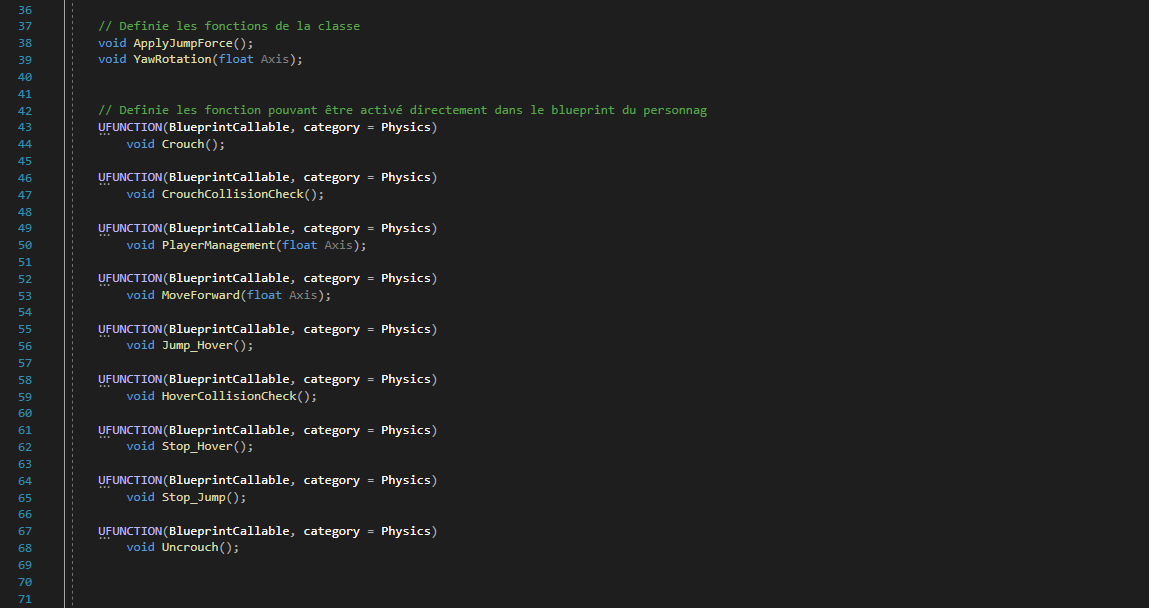 36
37 // Definie les fonctions de la classe
38 void ApplyJumpForce();
39 void YawRotation(float Axis);
40
41
42 // Definie les fonction pouvant être activé directement dans le blueprint du personnag
43 UFUNCTION(BlueprintCallable, category = Physics)
44 void Crouch();
45
46 UFUNCTION(BlueprintCallable, category = Physics)
47 void CrouchCollisionCheck();
48
49 UFUNCTION(BlueprintCallable, category = Physics)
50 void PlayerManagement(float Axis);
51
52 UFUNCTION(BlueprintCallable, category = Physics)
53 void MoveForward(float Axis);
54
55 UFUNCTION(BlueprintCallable, category = Physics)
56 void Jump_Hover();
57
58 UFUNCTION(BlueprintCallable, category = Physics)
59 void HoverCollisionCheck();
60
61 UFUNCTION(BlueprintCallable, category = Physics)
62 void Stop_Hover();
63
64 UFUNCTION(BlueprintCallable, category = Physics)
65 void Stop_Jump();
66
67 UFUNCTION(BlueprintCallable, category = Physics)
68 void Uncrouch();
69
70
71